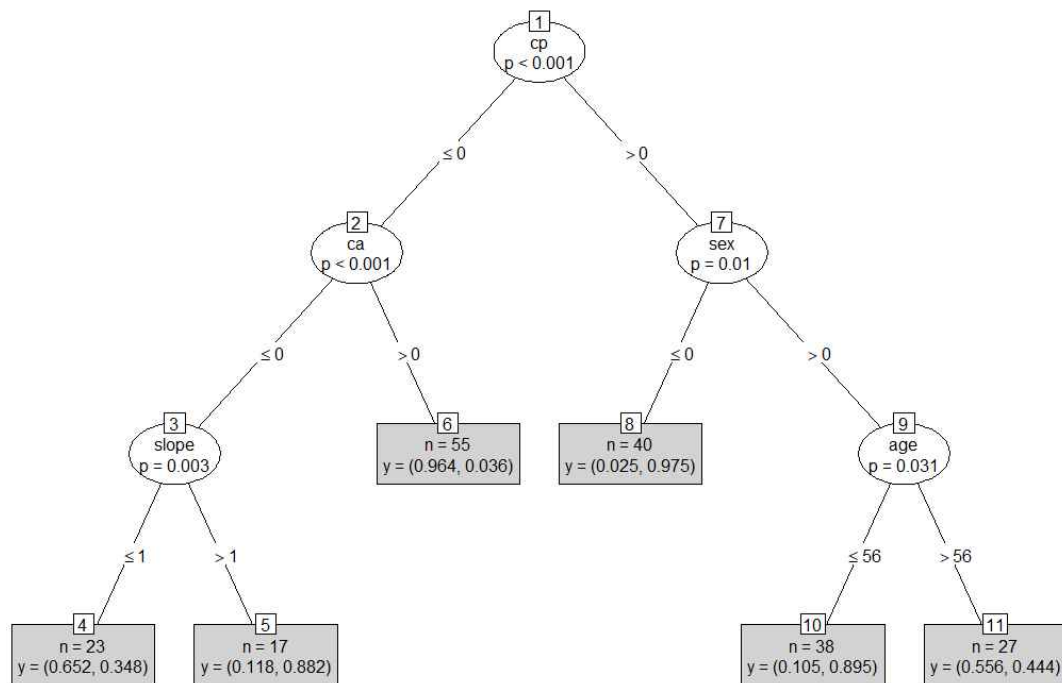 1
cp
p < 0.001
≤ 0
> 0
2
ca
p < 0.001
7
sex
p = 0.01
≤ 0
> 0
≤ 0
> 0
3
slope
p = 0.003
6
n = 55
y = (0.964, 0.036)
8
n = 40
y = (0.025, 0.975)
9
age
p = 0.031
≤ 1
> 1
≤ 56
> 56
4
n = 23
y = (0.652, 0.348)
5
n = 17
y = (0.118, 0.882)
10
n = 38
y = (0.105, 0.895)
11
n = 27
y = (0.556, 0.444)